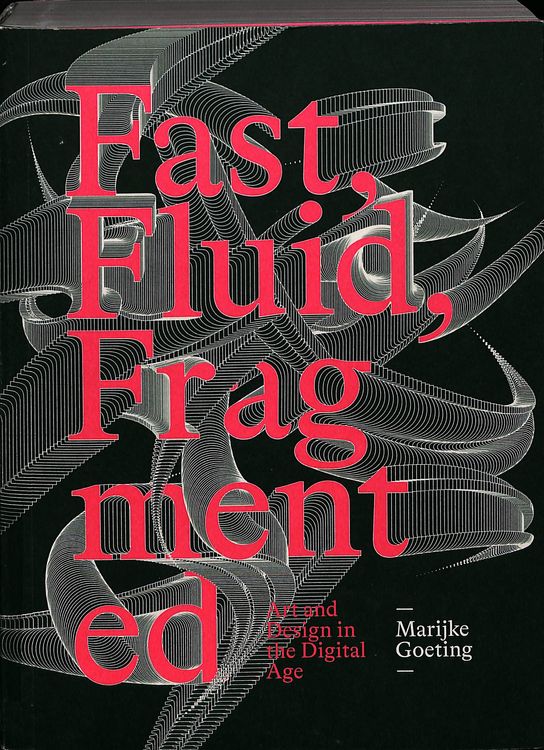 Fast,
Fluid,
Frag
ment
ed
Art and
Design in
the Digital
Age
—
Marijke
Goeting
—